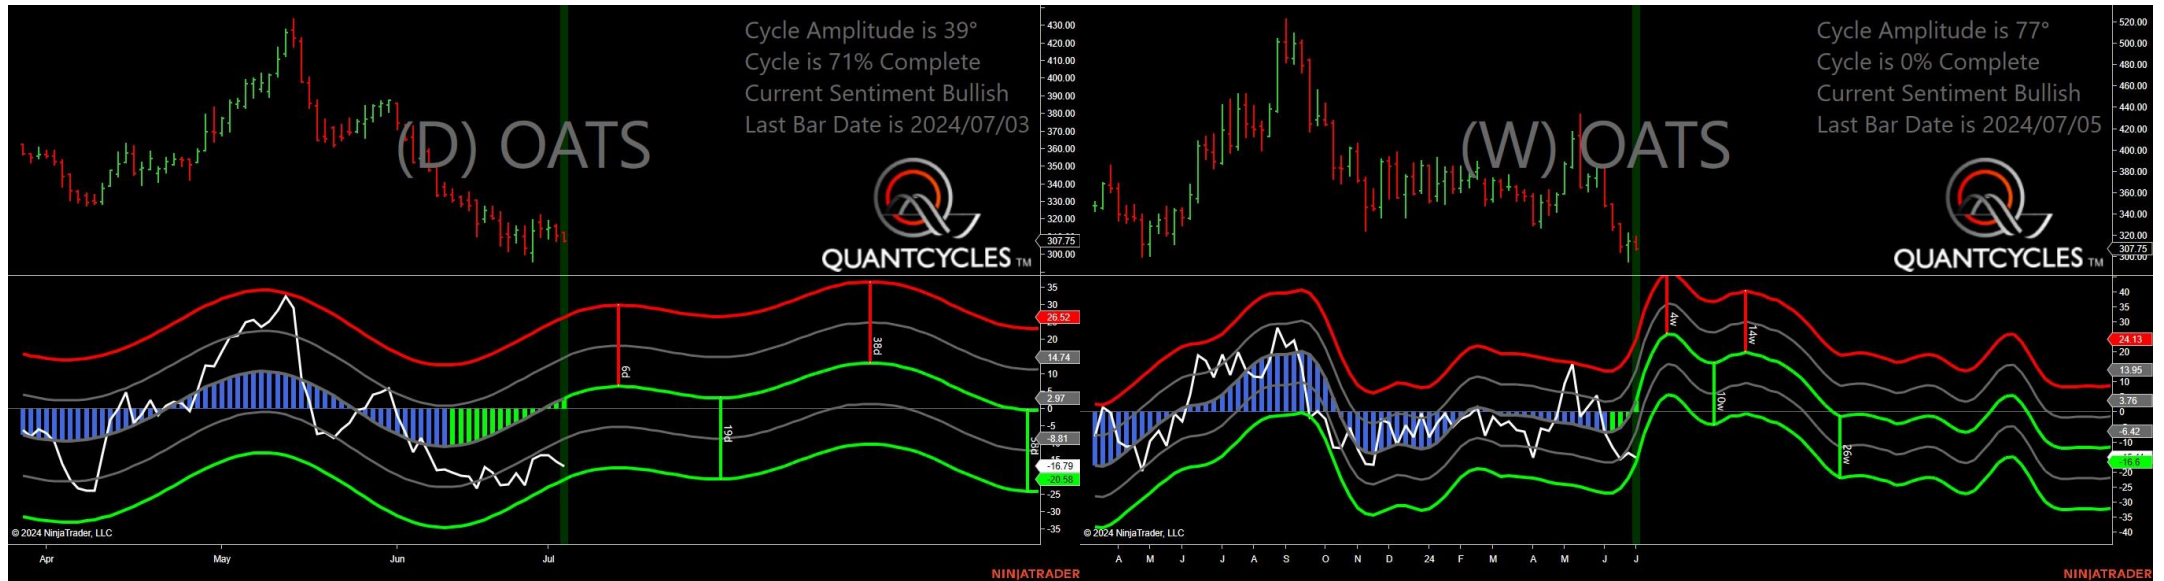 Cycle Amplitude is 39°
Cycle is 71% Complete
Current Sentiment Bullish
Last Bar Date is 2024/07/03
(D) OATS
QUANTCYCLES TM
430.00
420.00
410.00
400.00
390.00
380.00
370.00
360.00
350.00
340.00
330.00
320.00
307.75
300.00
35
30
26.52
20
14.74
10
5
2.97
0
-5
-8.81
-15
-16.79
-20.58
-25
-30
-35
6d
19d
38d
58d
© 2024 NinjaTrader, LLC
Apr May Jun Jul
NINJATRADER
Cycle Amplitude is 77°
Cycle is 0% Complete
Current Sentiment Bullish
Last Bar Date is 2024/07/05
(W) OATS
QUANTCYCLES TM
520.00
500.00
480.00
460.00
440.00
420.00
400.00
380.00
360.00
340.00
320.00
307.75
300.00
40
35
30
24.13
20
13.95
10
3.76
0
-6.42
-10
-16.6
-20
-25
-30
-35
-40
4w
10w
14w
26w
© 2024 NinjaTrader, LLC
A M J J A S O N D 24 F M A M J J
NINJATRADER